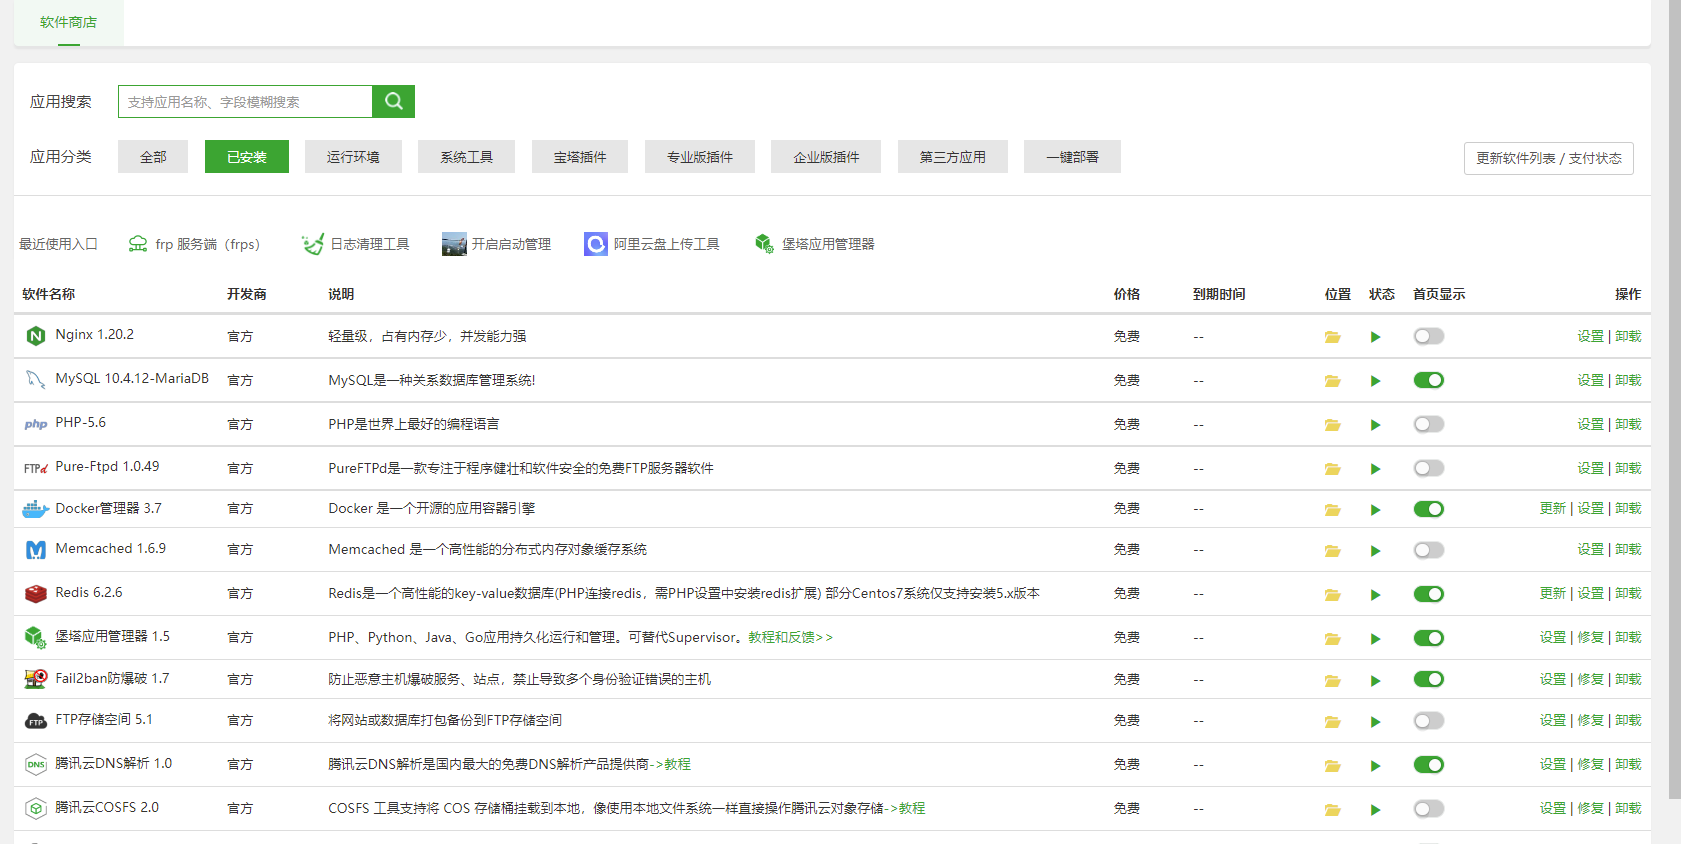 软件商店
应用搜索 支持应用名称、字段模糊搜索
应用分类 全部 已安装 运行环境 系统工具 宝塔插件 专业版插件 企业版插件 第三方应用 一键部署 更新软件列表 / 支付状态
最近使用入口 frp 服务端（frps） 日志清理工具 开启启动管理 阿里云盘上传工具 堡塔应用管理器
软件名称 开发商 说明 价格 到期时间 位置 状态 首页显示 操作
Nginx 1.20.2 官方 轻量级，占有内存少，并发能力强 免费 -- 设置 | 卸载
MySQL 10.4.12-MariaDB 官方 MySQL是一种关系数据库管理系统! 免费 -- 设置 | 卸载
php PHP-5.6 官方 PHP是世界上最好的编程语言 免费 -- 设置 | 卸载
FTPd Pure-Ftpd 1.0.49 官方 PureFTPd是一款专注于程序健壮和软件安全的免费FTP服务器软件 免费 -- 设置 | 卸载
Docker管理器 3.7 官方 Docker 是一个开源的应用容器引擎 免费 -- 更新 | 设置 | 卸载
Memcached 1.6.9 官方 Memcached 是一个高性能的分布式内存对象缓存系统 免费 -- 设置 | 卸载
Redis 6.2.6 官方 Redis是一个高性能的key-value数据库(PHP连接redis，需PHP设置中安装redis扩展) 部分Centos7系统仅支持安装5.x版本 免费 -- 更新 | 设置 | 卸载
堡塔应用管理器 1.5 官方 PHP、Python、Java、Go应用持久化运行和管理。可替代Supervisor。教程和反馈>> 免费 -- 设置 | 修复 | 卸载
Fail2ban防爆破 1.7 官方 防止恶意主机爆破服务、站点，禁止导致多个身份验证错误的主机 免费 -- 设置 | 修复 | 卸载
FTP FTP存储空间 5.1 官方 将网站或数据库打包备份到FTP存储空间 免费 -- 设置 | 修复 | 卸载
DNS 腾讯云DNS解析 1.0 官方 腾讯云DNS解析是国内最大的免费DNS解析产品提供商->教程 免费 -- 设置 | 修复 | 卸载
腾讯云COSFS 2.0 官方 COSFS 工具支持将 COS 存储桶挂载到本地，像使用本地文件系统一样直接操作腾讯云对象存储->教程 免费 -- 设置 | 修复 | 卸载